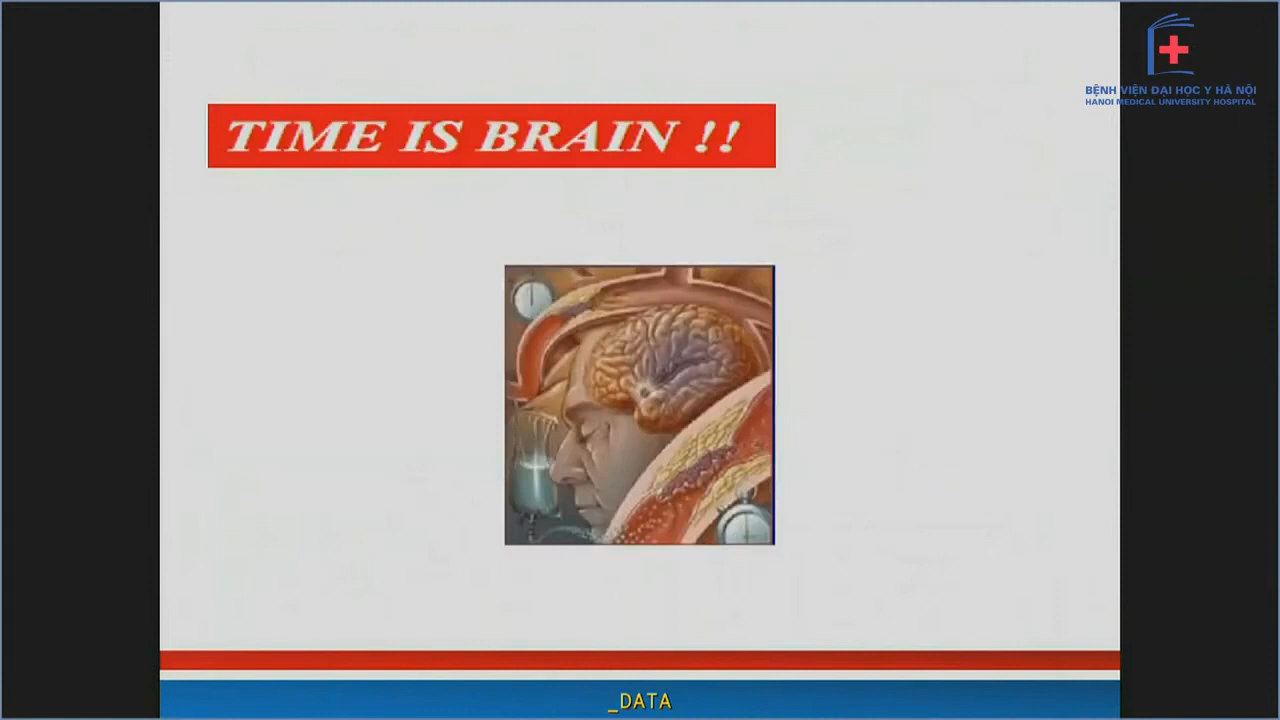 BỆNH VIỆN ĐẠI HỌC Y HÀ NỘI
HANOI MEDICAL UNIVERSITY HOSPITAL
TIME IS BRAIN !!
_DATA